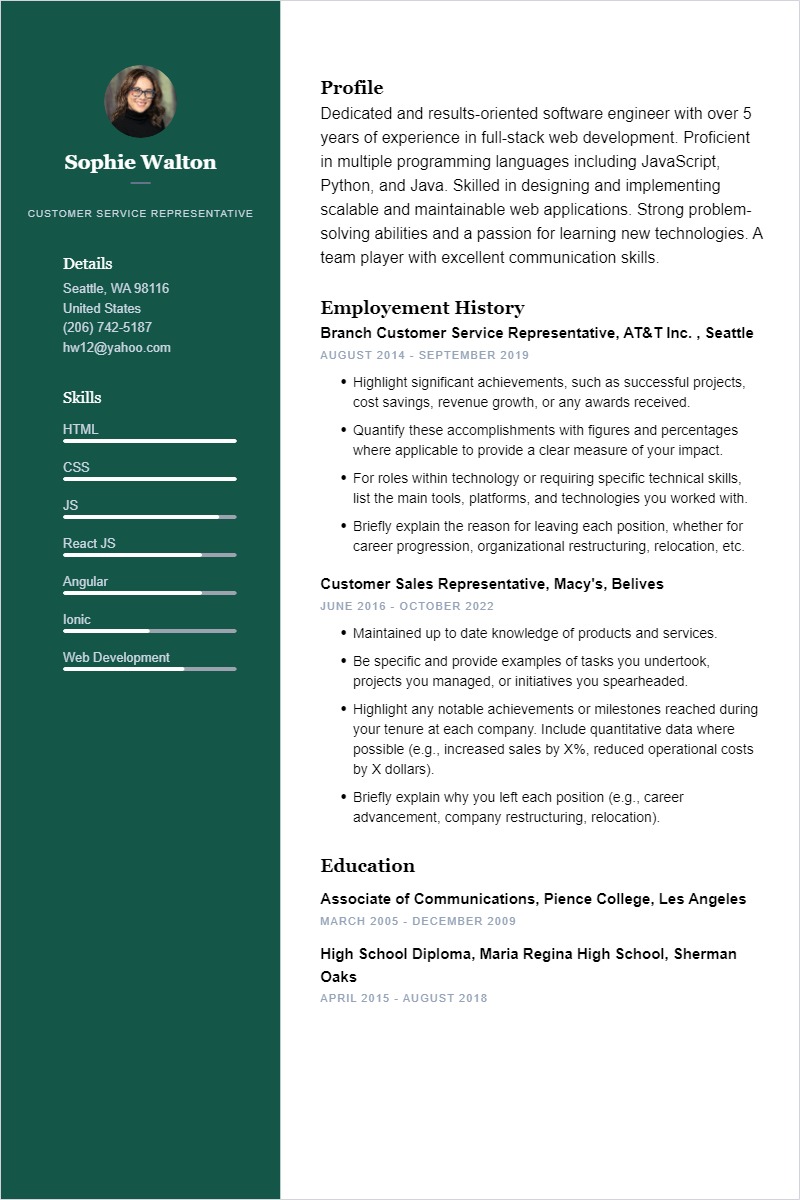 Sophie Walton
CUSTOMER SERVICE REPRESENTATIVE
Details
Seattle, WA 98116
United States
(206) 742-5187
hw12@yahoo.com
Skills
HTML
CSS
JS
React JS
Angular
Ionic
Web Development
Profile
Dedicated and results-oriented software engineer with over 5
years of experience in full-stack web development. Proficient
in multiple programming languages including JavaScript,
Python, and Java. Skilled in designing and implementing
scalable and maintainable web applications. Strong problem-
solving abilities and a passion for learning new technologies. A
team player with excellent communication skills.
Employement History
Branch Customer Service Representative, AT&T Inc. , Seattle
AUGUST 2014 - SEPTEMBER 2019
• Highlight significant achievements, such as successful projects,
cost savings, revenue growth, or any awards received.
• Quantify these accomplishments with figures and percentages
where applicable to provide a clear measure of your impact.
• For roles within technology or requiring specific technical skills,
list the main tools, platforms, and technologies you worked with.
• Briefly explain the reason for leaving each position, whether for
career progression, organizational restructuring, relocation, etc.
Customer Sales Representative, Macy's, Belives
JUNE 2016 - OCTOBER 2022
• Maintained up to date knowledge of products and services.
• Be specific and provide examples of tasks you undertook,
projects you managed, or initiatives you spearheaded.
• Highlight any notable achievements or milestones reached during
your tenure at each company. Include quantitative data where
possible (e.g., increased sales by X%, reduced operational costs
by X dollars).
• Briefly explain why you left each position (e.g., career
advancement, company restructuring, relocation).
Education
Associate of Communications, Pience College, Les Angeles
MARCH 2005 - DECEMBER 2009
High School Diploma, Maria Regina High School, Sherman
Oaks
APRIL 2015 - AUGUST 2018